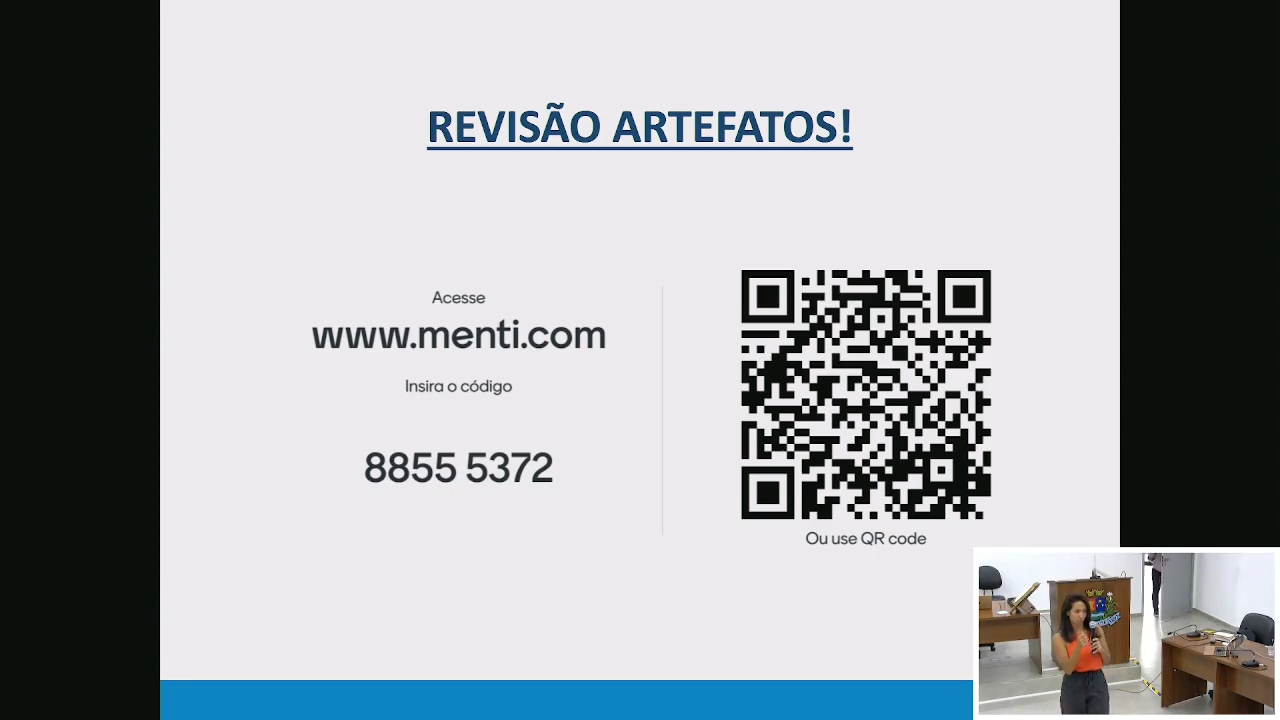 REVISÃO ARTEFATOS!
Acesse
www.menti.com
Insira o código
8855 5372
Ou use QR code